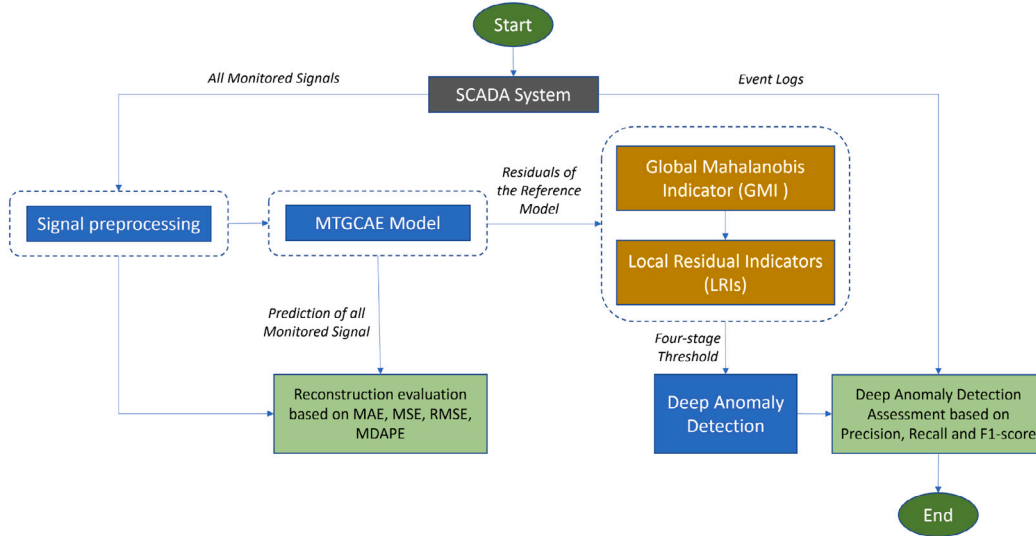 Start
All Monitored Signals
Event Logs
SCADA System
Residuals of
the Reference
Model
Global Mahalanobis
Indicator (GMI )
Signal preprocessing
MTGCAE Model
Local Residual Indicators
(LRIs)
Prediction of all
Monitored Signal
Four-stage
Threshold
Reconstruction evaluation
based on MAE, MSE, RMSE,
MDAPE
Deep Anomaly
Detection
Deep Anomaly Detection
Assessment based on
Precision, Recall and F1-score
End